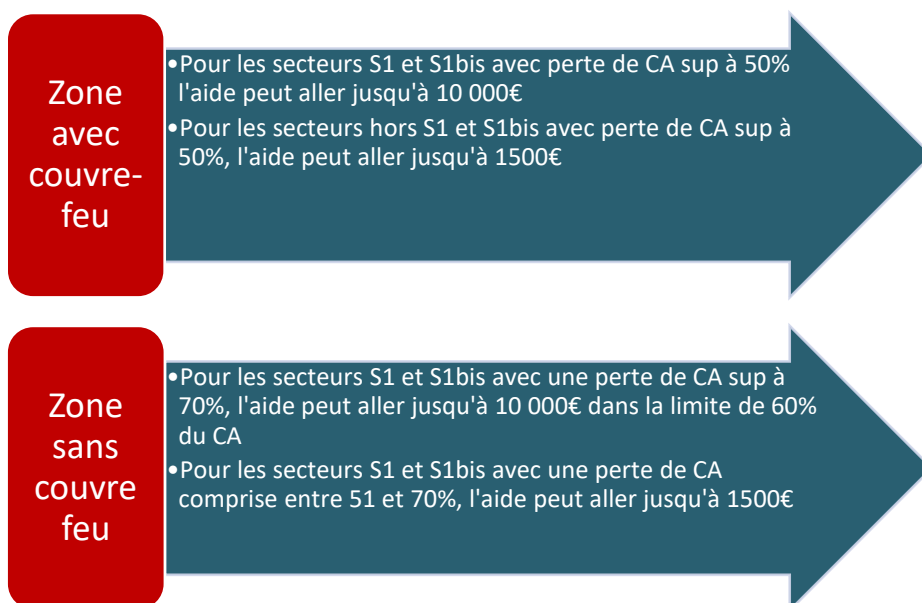 Zone
avec
couvre-
feu
•Pour les secteurs S1 et S1bis avec perte de CA sup à 50%
l'aide peut aller jusqu'à 10 000€
•Pour les secteurs hors S1 et S1bis avec perte de CA sup à
50%, l'aide peut aller jusqu'à 1500€
Zone
sans
couvre
feu
•Pour les secteurs S1 et S1bis avec une perte de CA sup à
70%, l'aide peut aller jusqu'à 10 000€ dans la limite de 60%
du CA
•Pour les secteurs S1 et S1bis avec une perte de CA
comprise entre 51 et 70%, l'aide peut aller jusqu'à 1500€